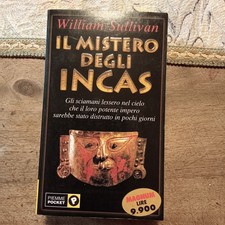 William Sullivan
IL MISTERO
DEGLI
INCAS
Gli sciamani lessero nel cielo
che il loro potente impero
sarebbe stato distrutto in pochi giorni
PIEMME
POCKET
LIRE
9.900